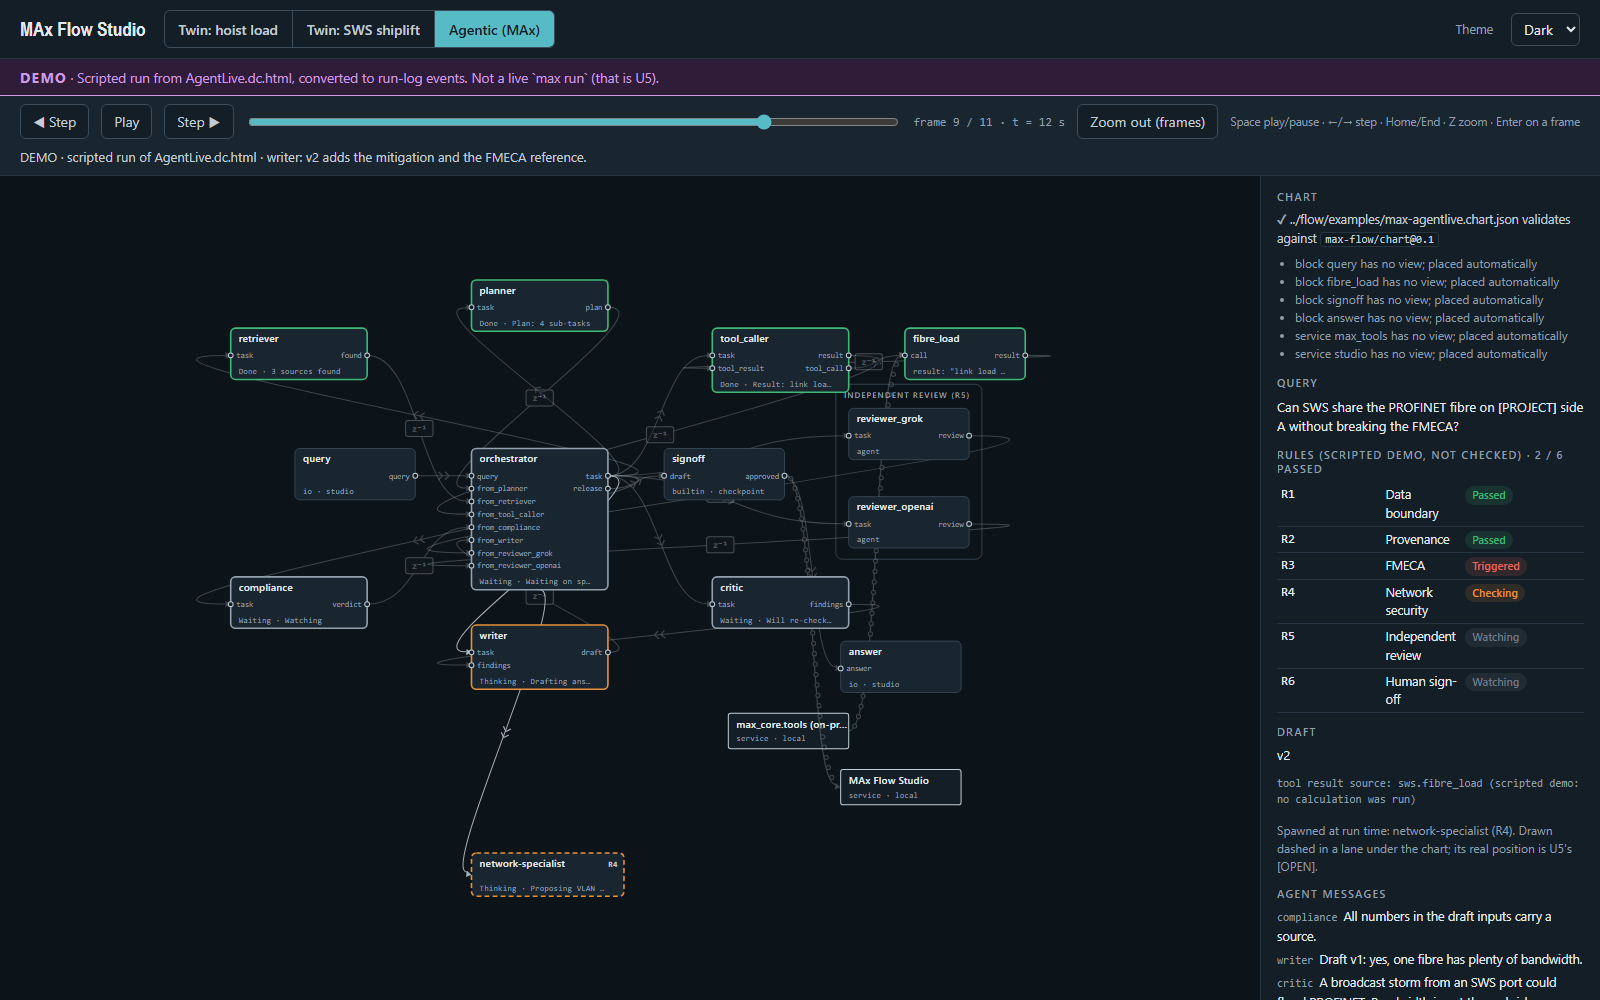 MAx Flow Studio
Twin: hoist load
Twin: SWS shiplift
Agentic (MAx)
Theme
Dark
DEMO · Scripted run from AgentLive.dc.html, converted to run-log events. Not a live `max run` (that is U5).
◀ Step
Play
Step ▶
frame 9 / 11 · t = 12 s
Zoom out (frames)
Space play/pause · ←/→ step · Home/End · Z zoom · Enter on a frame
DEMO · scripted run of AgentLive.dc.html · writer: v2 adds the mitigation and the FMECA reference.
planner
task
plan
Done · Plan: 4 sub-tasks
retriever
task
found
Done · 3 sources found
tool_caller
task
result
tool_result
tool_call
Done · Result: link loa…
fibre_load
call
result
result: "link load …
z⁻¹
z⁻¹
z⁻¹
z⁻¹
INDEPENDENT REVIEW (R5)
reviewer_grok
task
review
agent
query
query
io · studio
orchestrator
query
task
from_planner
release
from_retriever
from_tool_caller
from_compliance
from_writer
from_reviewer_grok
from_reviewer_openai
Waiting · Waiting on sp…
signoff
draft
approved
builtin · checkpoint
reviewer_openai
task
review
agent
z⁻¹
z⁻¹
z⁻¹
compliance
task
verdict
Waiting · Watching
critic
task
findings
Waiting · Will re-check…
writer
task
draft
findings
Thinking · Drafting ans…
answer
answer
io · studio
max_core.tools (on-pr…
service · local
MAx Flow Studio
service · local
network-specialist
R4
Thinking · Proposing VLAN …
CHART
✓ ../flow/examples/max-agentlive.chart.json validates
against max-flow/chart@0.1
• block query has no view; placed automatically
• block fibre_load has no view; placed automatically
• block signoff has no view; placed automatically
• block answer has no view; placed automatically
• service max_tools has no view; placed automatically
• service studio has no view; placed automatically
QUERY
Can SWS share the PROFINET fibre on [PROJECT] side
A without breaking the FMECA?
RULES (SCRIPTED DEMO, NOT CHECKED) · 2 / 6
PASSED
R1 Data Passed
boundary
R2 Provenance Passed
R3 FMECA Triggered
R4 Network Checking
security
R5 Independent Watching
review
R6 Human sign- Watching
off
DRAFT
v2
tool result source: sws.fibre_load (scripted demo:
no calculation was run)
Spawned at run time: network-specialist (R4). Drawn
dashed in a lane under the chart; its real position is U5's
[OPEN].
AGENT MESSAGES
compliance All numbers in the draft inputs carry a
source.
writer Draft v1: yes, one fibre has plenty of bandwidth.
critic A broadcast storm from an SWS port could